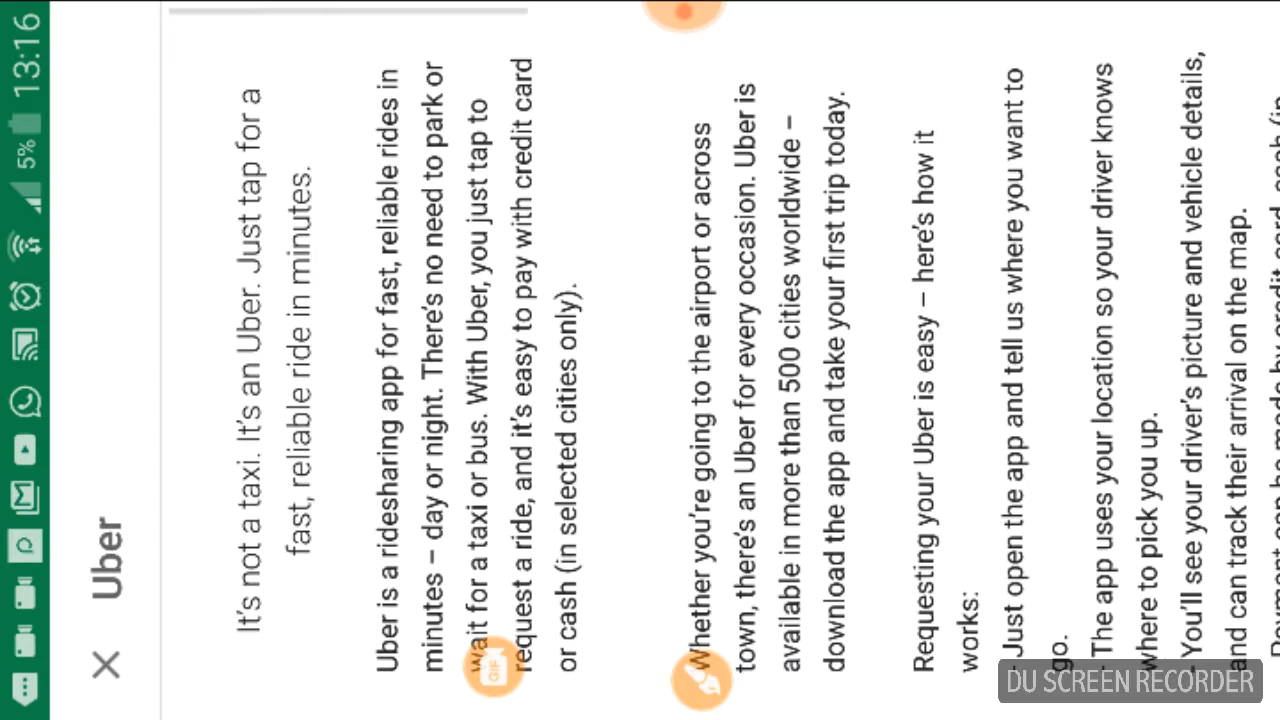 5% 13:16
Uber
It's not a taxi. It's an Uber. Just tap for a
fast, reliable ride in minutes.
Uber is a ridesharing app for fast, reliable rides in
minutes – day or night. There's no need to park or
wait for a taxi or bus. With Uber, you just tap to
request a ride, and it's easy to pay with credit card
or cash (in selected cities only).
Whether you're going to the airport or across
town, there's an Uber for every occasion. Uber is
available in more than 500 cities worldwide –
download the app and take your first trip today.
Requesting your Uber is easy – here's how it
works:
- Just open the app and tell us where you want to
go.
- The app uses your location so your driver knows
where to pick you up.
- You'll see your driver's picture and vehicle details,
and can track their arrival on the map.
GIF
DU SCREEN RECORDER